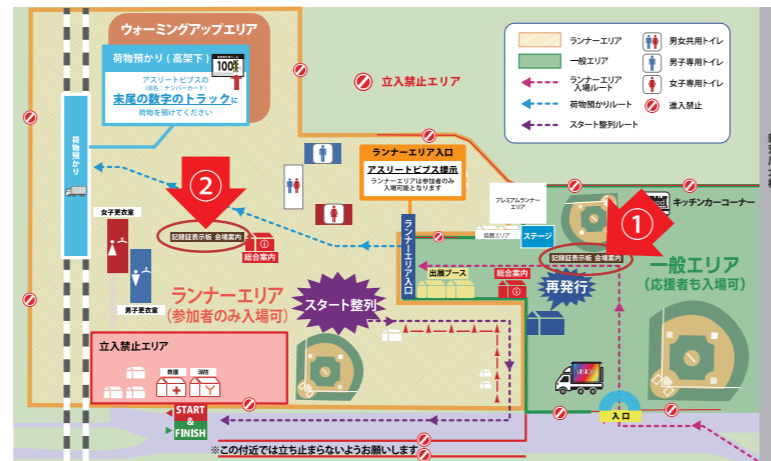 ウォーミングアップエリア
荷物預かり(高架下)
アスリートビブスの
(旧名:ナンバーカード)
末尾の数字のトラックに
荷物を預けてください
立入禁止エリア
ランナーエリア
一般エリア
ランナーエリア
入場ルート
荷物預かりルート
スタート整列ルート
男女共用トイレ
男子専用トイレ
女子専用トイレ
進入禁止
荷物預かり
ランナーエリア入口
アスリートビブス提示
ランナーエリアは参加者のみ
入場可能となります
プレミアムランナー
エリア
協賛エリア
ステージ
キッチンカーコーナー
①
②
女子更衣室
男子更衣室
記録証表示板 会場案内
総合案内
ランナーエリア入口
記録証表示板 会場案内
一般エリア
(応援者も入場可)
出展ブース
総合案内
再発行
ランナーエリア
(参加者のみ入場可)
スタート整列
立入禁止エリア
救護
消防
START
&
FINISH
入口
※この付近では立ち止まらないようお願いします